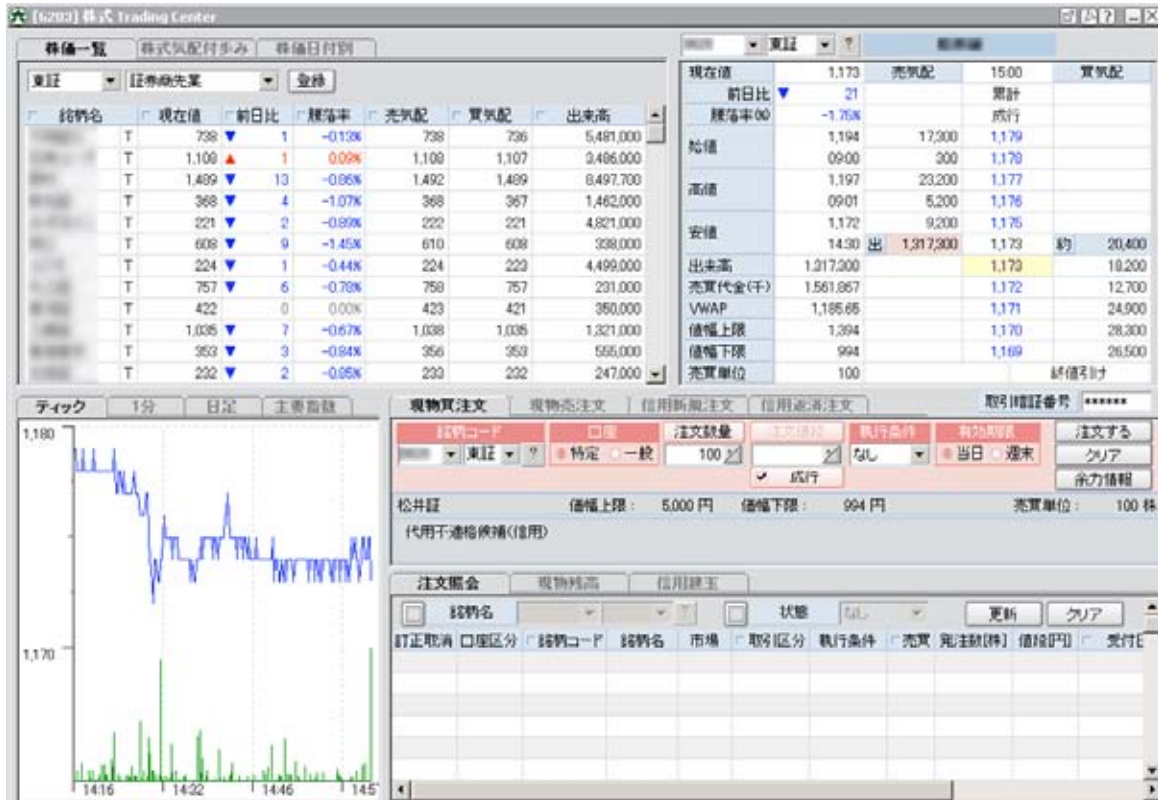 [6203] 株式 Trading Center
株価一覧 株式気配付歩み 株価日付別
東証 証券商先業 登録
銘柄名 現在値 前日比 騰落率 売気配 買気配 出来高
T 738 ▼ 1 -0.13% 738 736 5,481,000
T 1,108 ▲ 1 0.09% 1,108 1,107 3,486,000
T 1,489 ▼ 13 -0.86% 1,492 1,489 8,497,700
T 368 ▼ 4 -1.07% 368 367 1,462,000
T 221 ▼ 2 -0.89% 222 221 4,821,000
T 608 ▼ 9 -1.45% 610 608 338,000
T 224 ▼ 1 -0.44% 224 223 4,499,000
T 757 ▼ 6 -0.78% 758 757 231,000
T 422 0 0.00% 423 421 350,000
T 1,035 ▼ 7 -0.67% 1,038 1,035 1,321,000
T 353 ▼ 3 -0.84% 356 353 555,000
T 232 ▼ 2 -0.85% 233 232 247,000
東証 ?
現在値 1,173 売気配 15:00 買気配
前日比 ▼ 21 累計
騰落率(%) -1.75% 成行
始値 1,194 17,300 1,179
09:00 300 1,178
高値 1,197 23,200 1,177
09:01 5,200 1,176
安値 1,172 9,200 1,175
14:30 出 1,317,300 1,173 約 20,400
出来高 1,317,300 1,173 18,200
売買代金(千) 1,561,867 1,172 12,700
VWAP 1,185.65 1,171 24,900
値幅上限 1,394 1,170 28,300
値幅下限 994 1,169 26,500
売買単位 100 終値引け
ティック 1分 日足 主要指数
1,180
1,170
14:16 14:32 14:46 14:5
現物買注文 現物売注文 信用新規注文 信用返済注文 取引暗証番号 ******
銘柄コード 口座 注文数量 注文値段 執行条件 有効期限 注文する
東証 ? 特定 一般 100 なし 当日 週末 クリア
成行 余力情報
松井証 価幅上限： 5,000 円 価幅下限： 994 円 売買単位： 100 株
代用不適格候補(信用)
注文照会 現物残高 信用建玉
銘柄名 ? 状態 なし 更新 クリア
訂正取消 口座区分 銘柄コード 銘柄名 市場 取引区分 執行条件 売買 発注数[株] 値段[円] 受付日